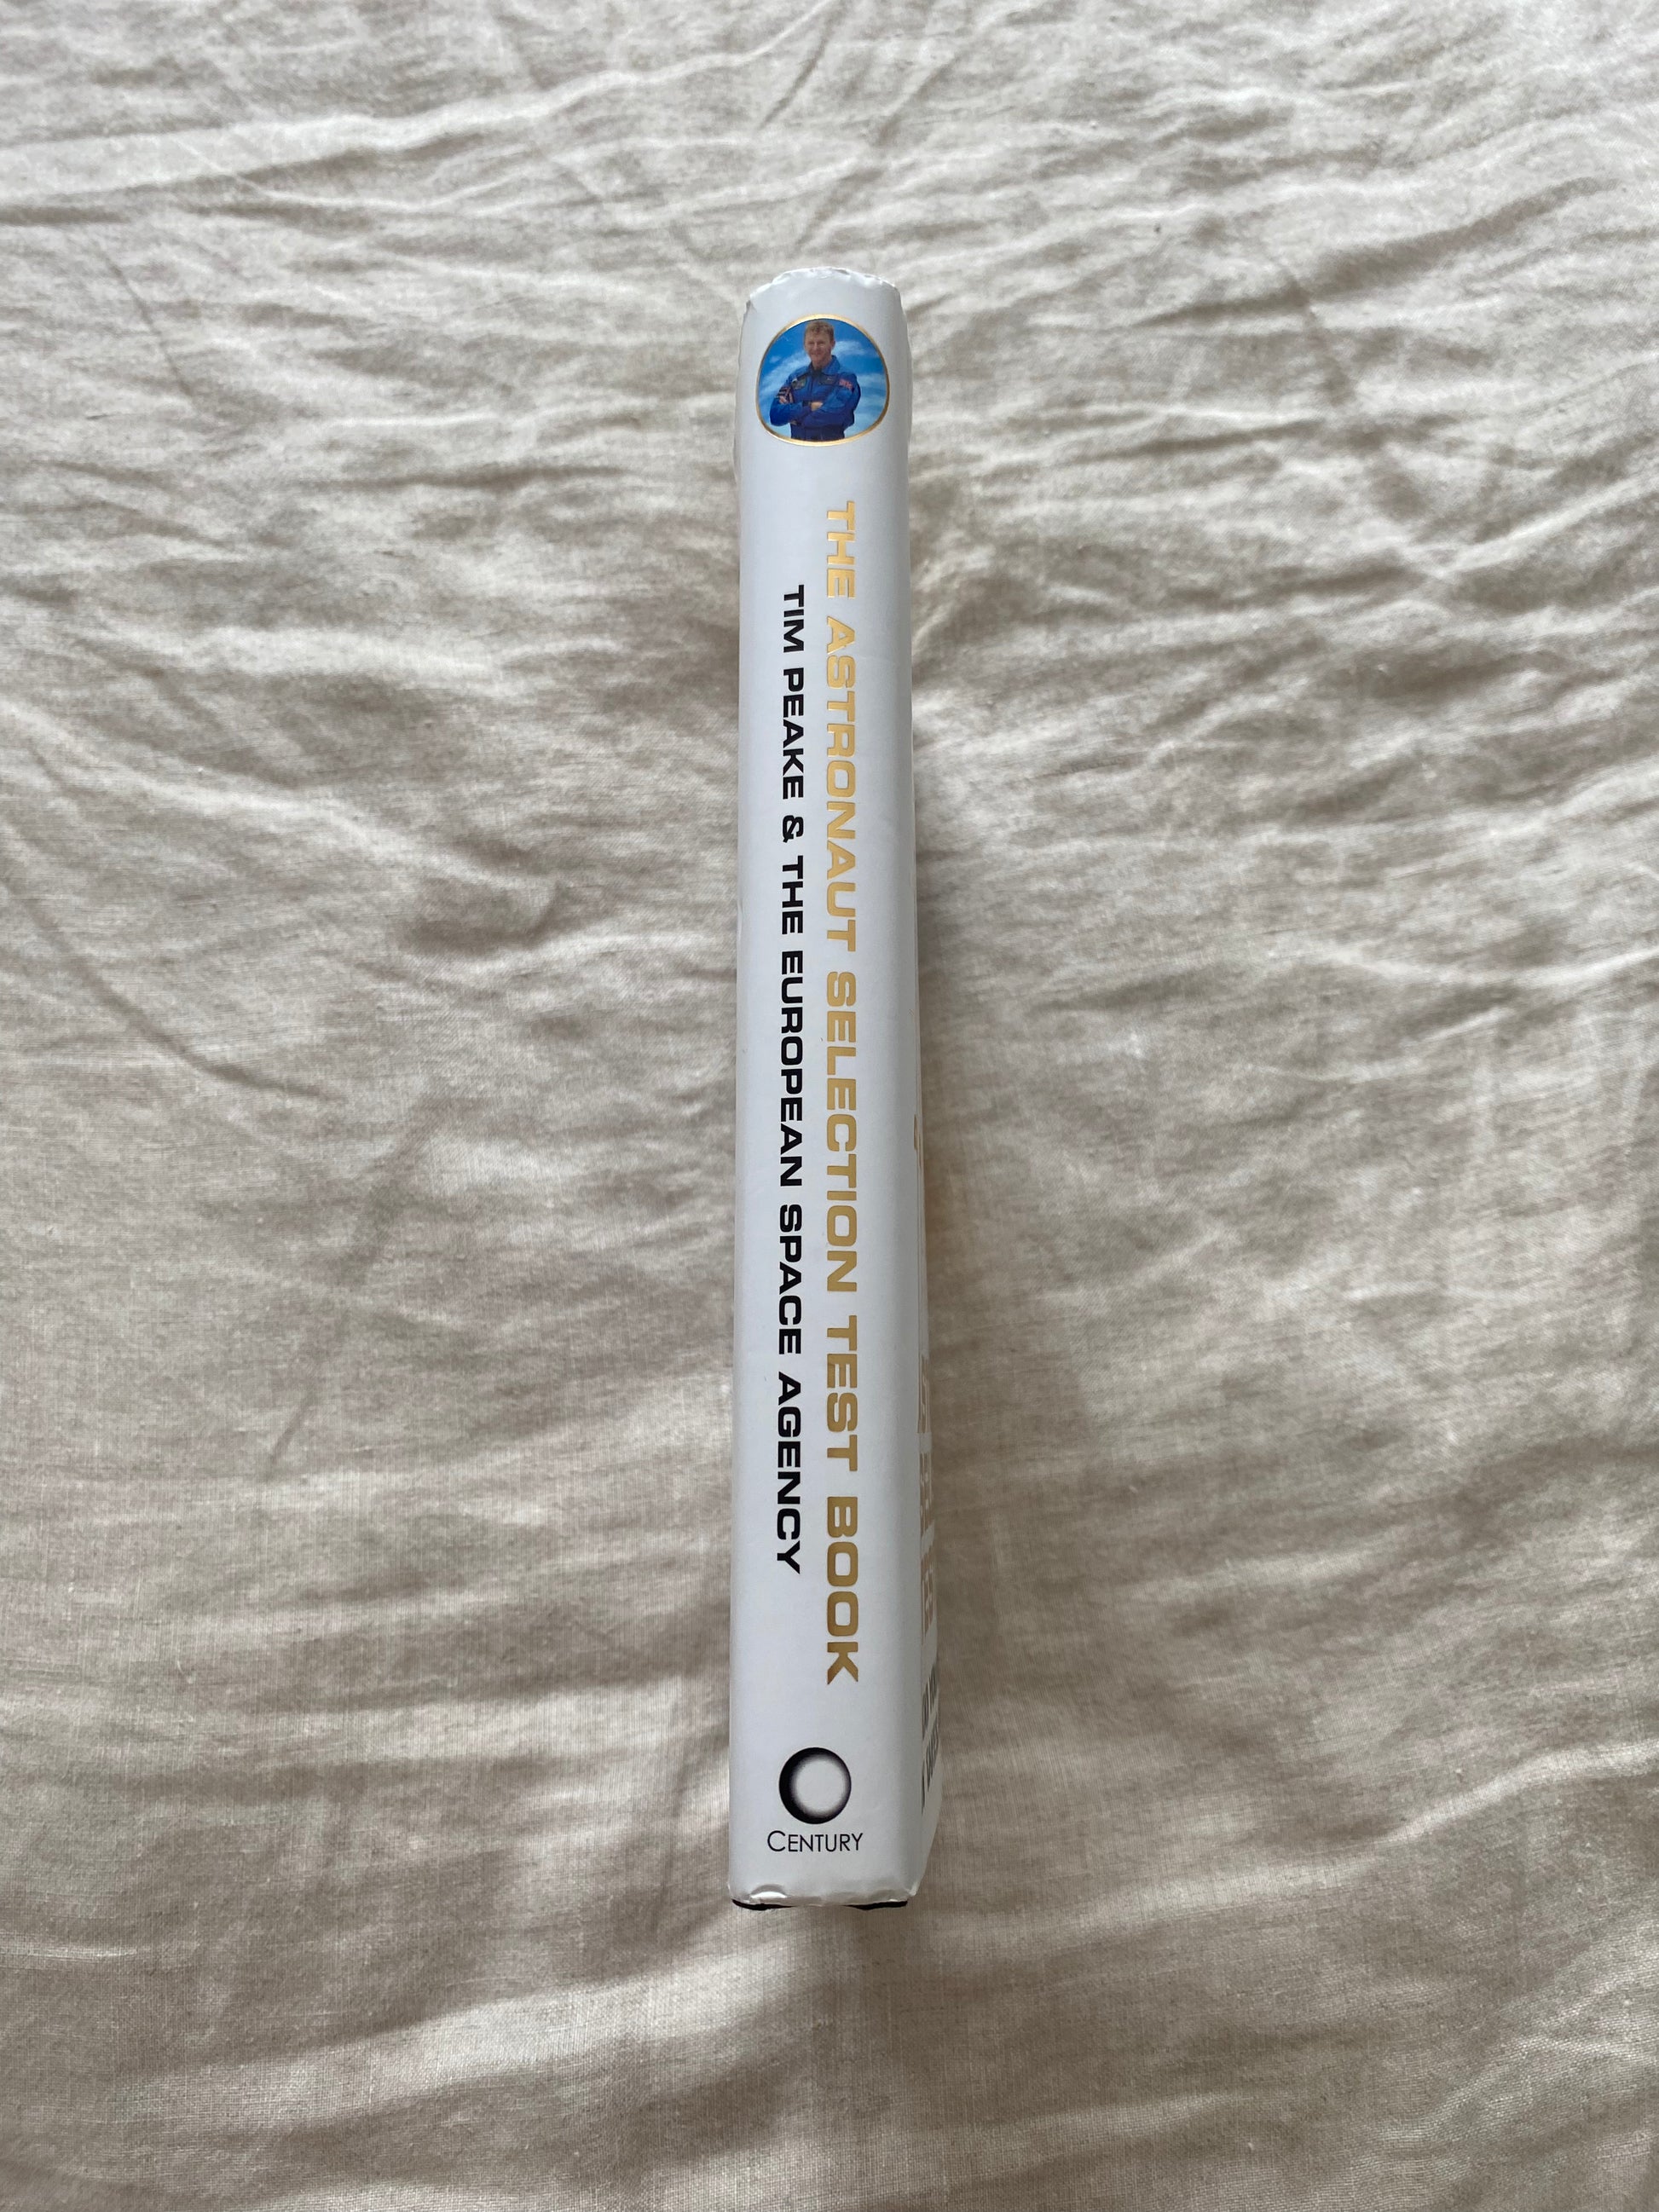 THE ASTRONAUT SELECTION TEST BOOK
TIM PEAKE & THE EUROPEAN SPACE AGENCY
CENTURY